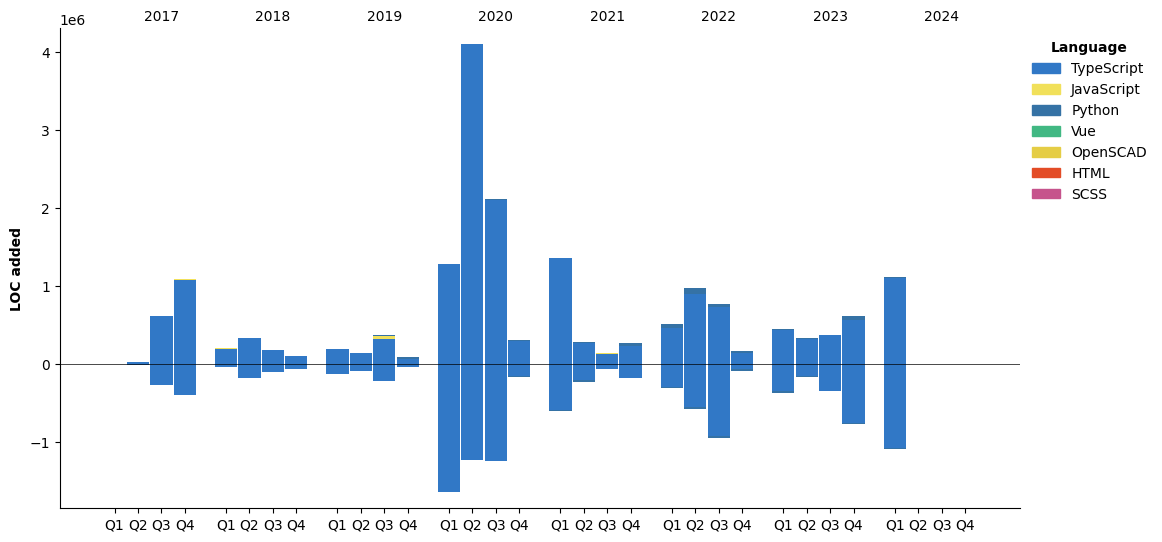 2017 2018 2019 2020 2021 2022 2023 2024
1e6
4
3
2
1
0
−1
LOC added
Q1 Q2 Q3 Q4 Q1 Q2 Q3 Q4 Q1 Q2 Q3 Q4 Q1 Q2 Q3 Q4 Q1 Q2 Q3 Q4 Q1 Q2 Q3 Q4 Q1 Q2 Q3 Q4 Q1 Q2 Q3 Q4
Language
TypeScript
JavaScript
Python
Vue
OpenSCAD
HTML
SCSS